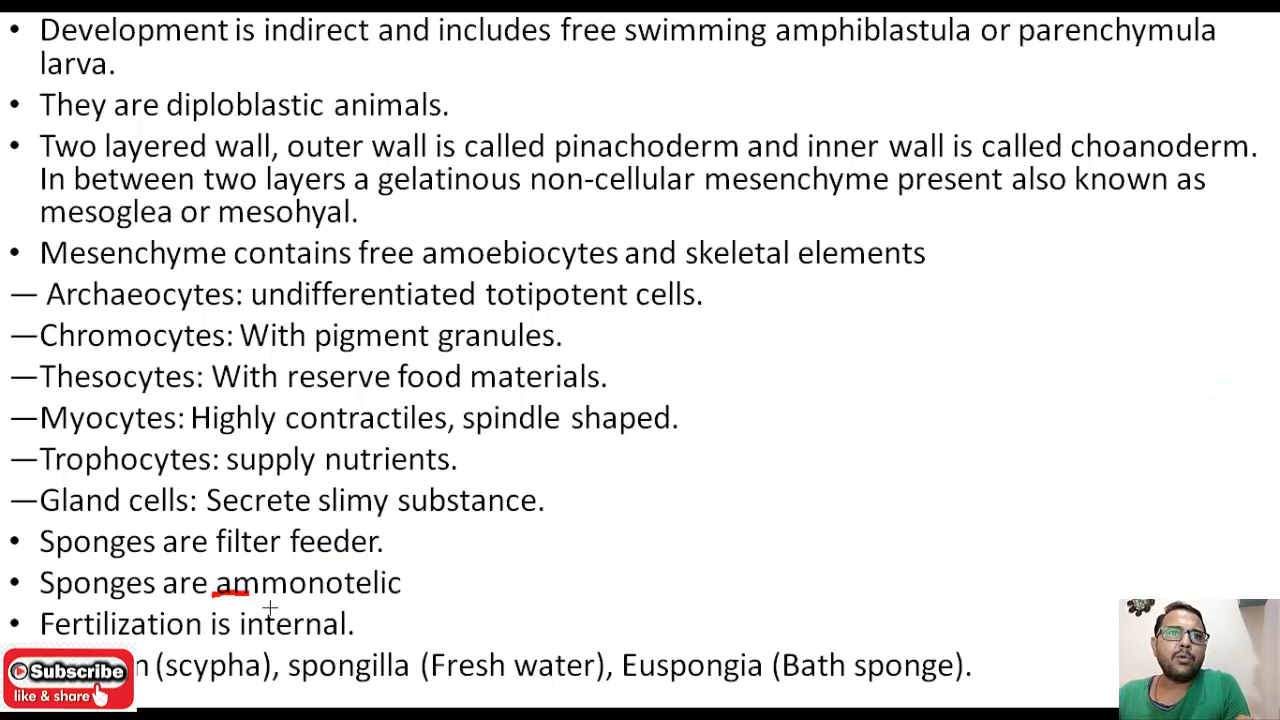 • Development is indirect and includes free swimming amphiblastula or parenchymula
larva.
• They are diploblastic animals.
• Two layered wall, outer wall is called pinachoderm and inner wall is called choanoderm.
In between two layers a gelatinous non-cellular mesenchyme present also known as
mesoglea or mesohyal.
• Mesenchyme contains free amoebiocytes and skeletal elements
— Archaeocytes: undifferentiated totipotent cells.
—Chromocytes: With pigment granules.
—Thesocytes: With reserve food materials.
—Myocytes: Highly contractiles, spindle shaped.
—Trophocytes: supply nutrients.
—Gland cells: Secrete slimy substance.
• Sponges are filter feeder.
• Sponges are ammonotelic
• Fertilization is internal.
(scypha), spongilla (Fresh water), Euspongia (Bath sponge).
Subscribe
like & share